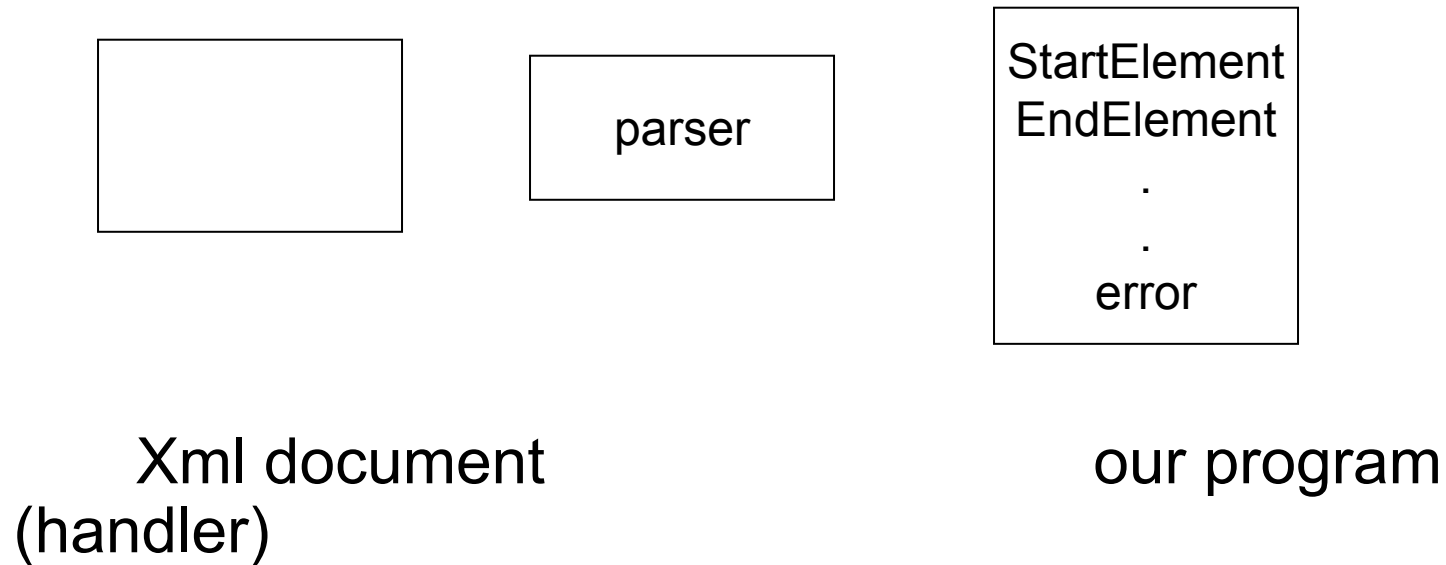 parser
StartElement
EndElement
.
.
error
Xml document our program
(handler)